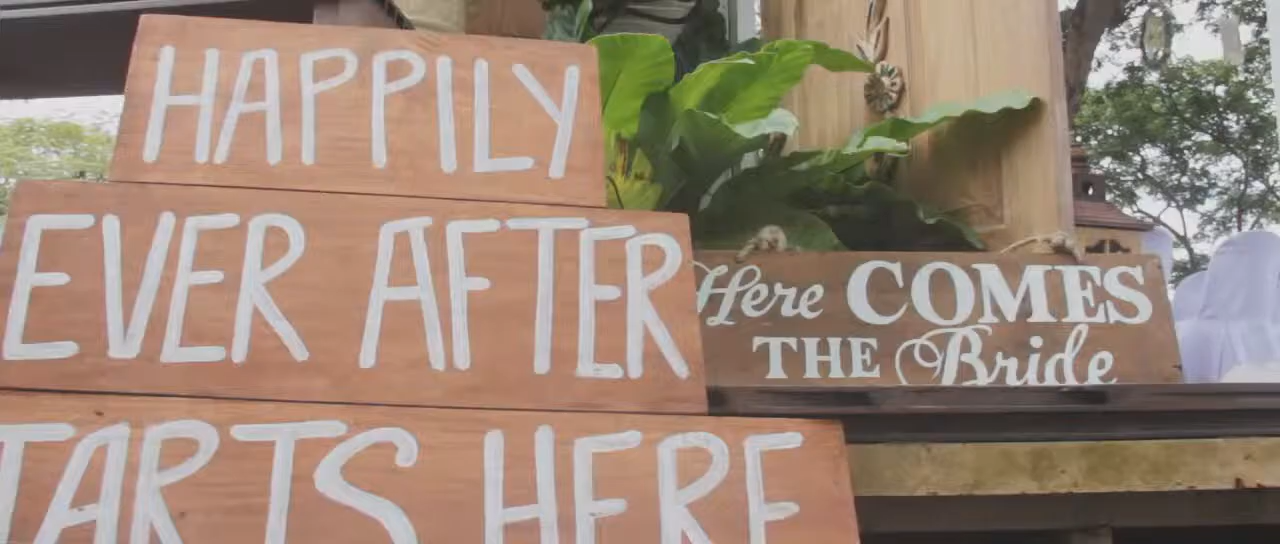 HAPPILY
EVER AFTER
TARTS HERE
Here COMES
THE Bride